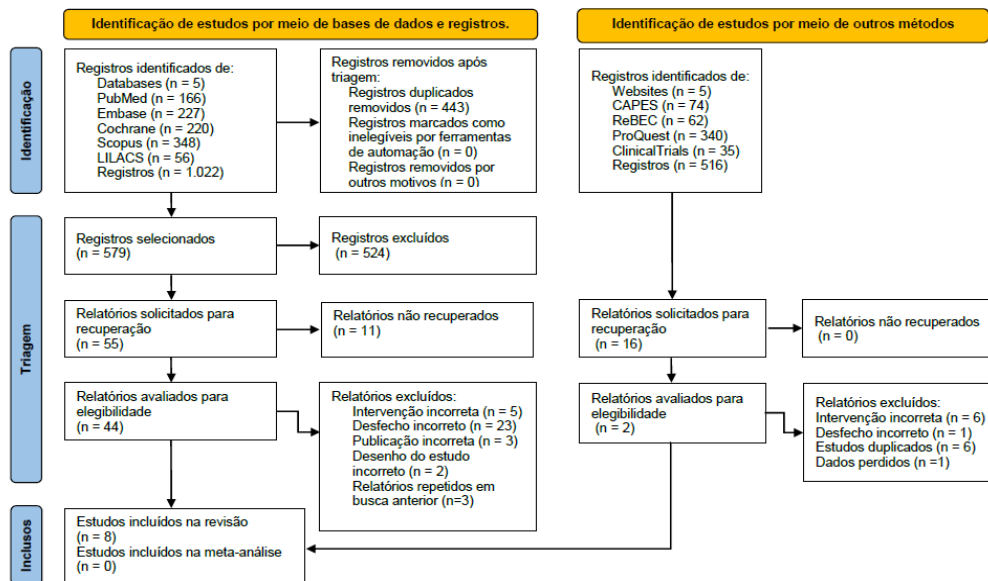 Identificação de estudos por meio de bases de dados e registros.
Identificação de estudos por meio de outros métodos
Identificação
Registros identificados de:
Databases (n = 5)
PubMed (n = 166)
Embase (n = 227)
Cochrane (n = 220)
Scopus (n = 348)
LILACS (n = 56)
Registros (n = 1.022)
Registros removidos após
triagem:
Registros duplicados
removidos (n = 443)
Registros marcados como
inelegíveis por ferramentas
de automação (n = 0)
Registros removidos por
outros motivos (n = 0)
Registros identificados de:
Websites (n = 5)
CAPES (n = 74)
ReBEC (n = 62)
ProQuest (n = 340)
ClinicalTrials (n = 35)
Registros (n = 516)
Triagem
Registros selecionados
(n = 579)
Registros excluídos
(n = 524)
Relatórios solicitados para
recuperação
(n = 55)
Relatórios não recuperados
(n = 11)
Relatórios solicitados para
recuperação
(n = 16)
Relatórios não recuperados
(n = 0)
Relatórios avaliados para
elegibilidade
(n = 44)
Relatórios excluídos:
Intervenção incorreta (n = 5)
Desfecho incorreto (n = 23)
Publicação incorreta (n = 3)
Desenho do estudo
incorreto (n = 2)
Relatórios repetidos em
busca anterior (n=3)
Relatórios avaliados para
elegibilidade
(n = 2)
Relatórios excluídos:
Intervenção incorreta (n = 6)
Desfecho incorreto (n = 1)
Estudos duplicados (n = 6)
Dados perdidos (n =1)
Inclusos
Estudos incluídos na revisão
(n = 8)
Estudos incluídos na meta-análise
(n = 0)